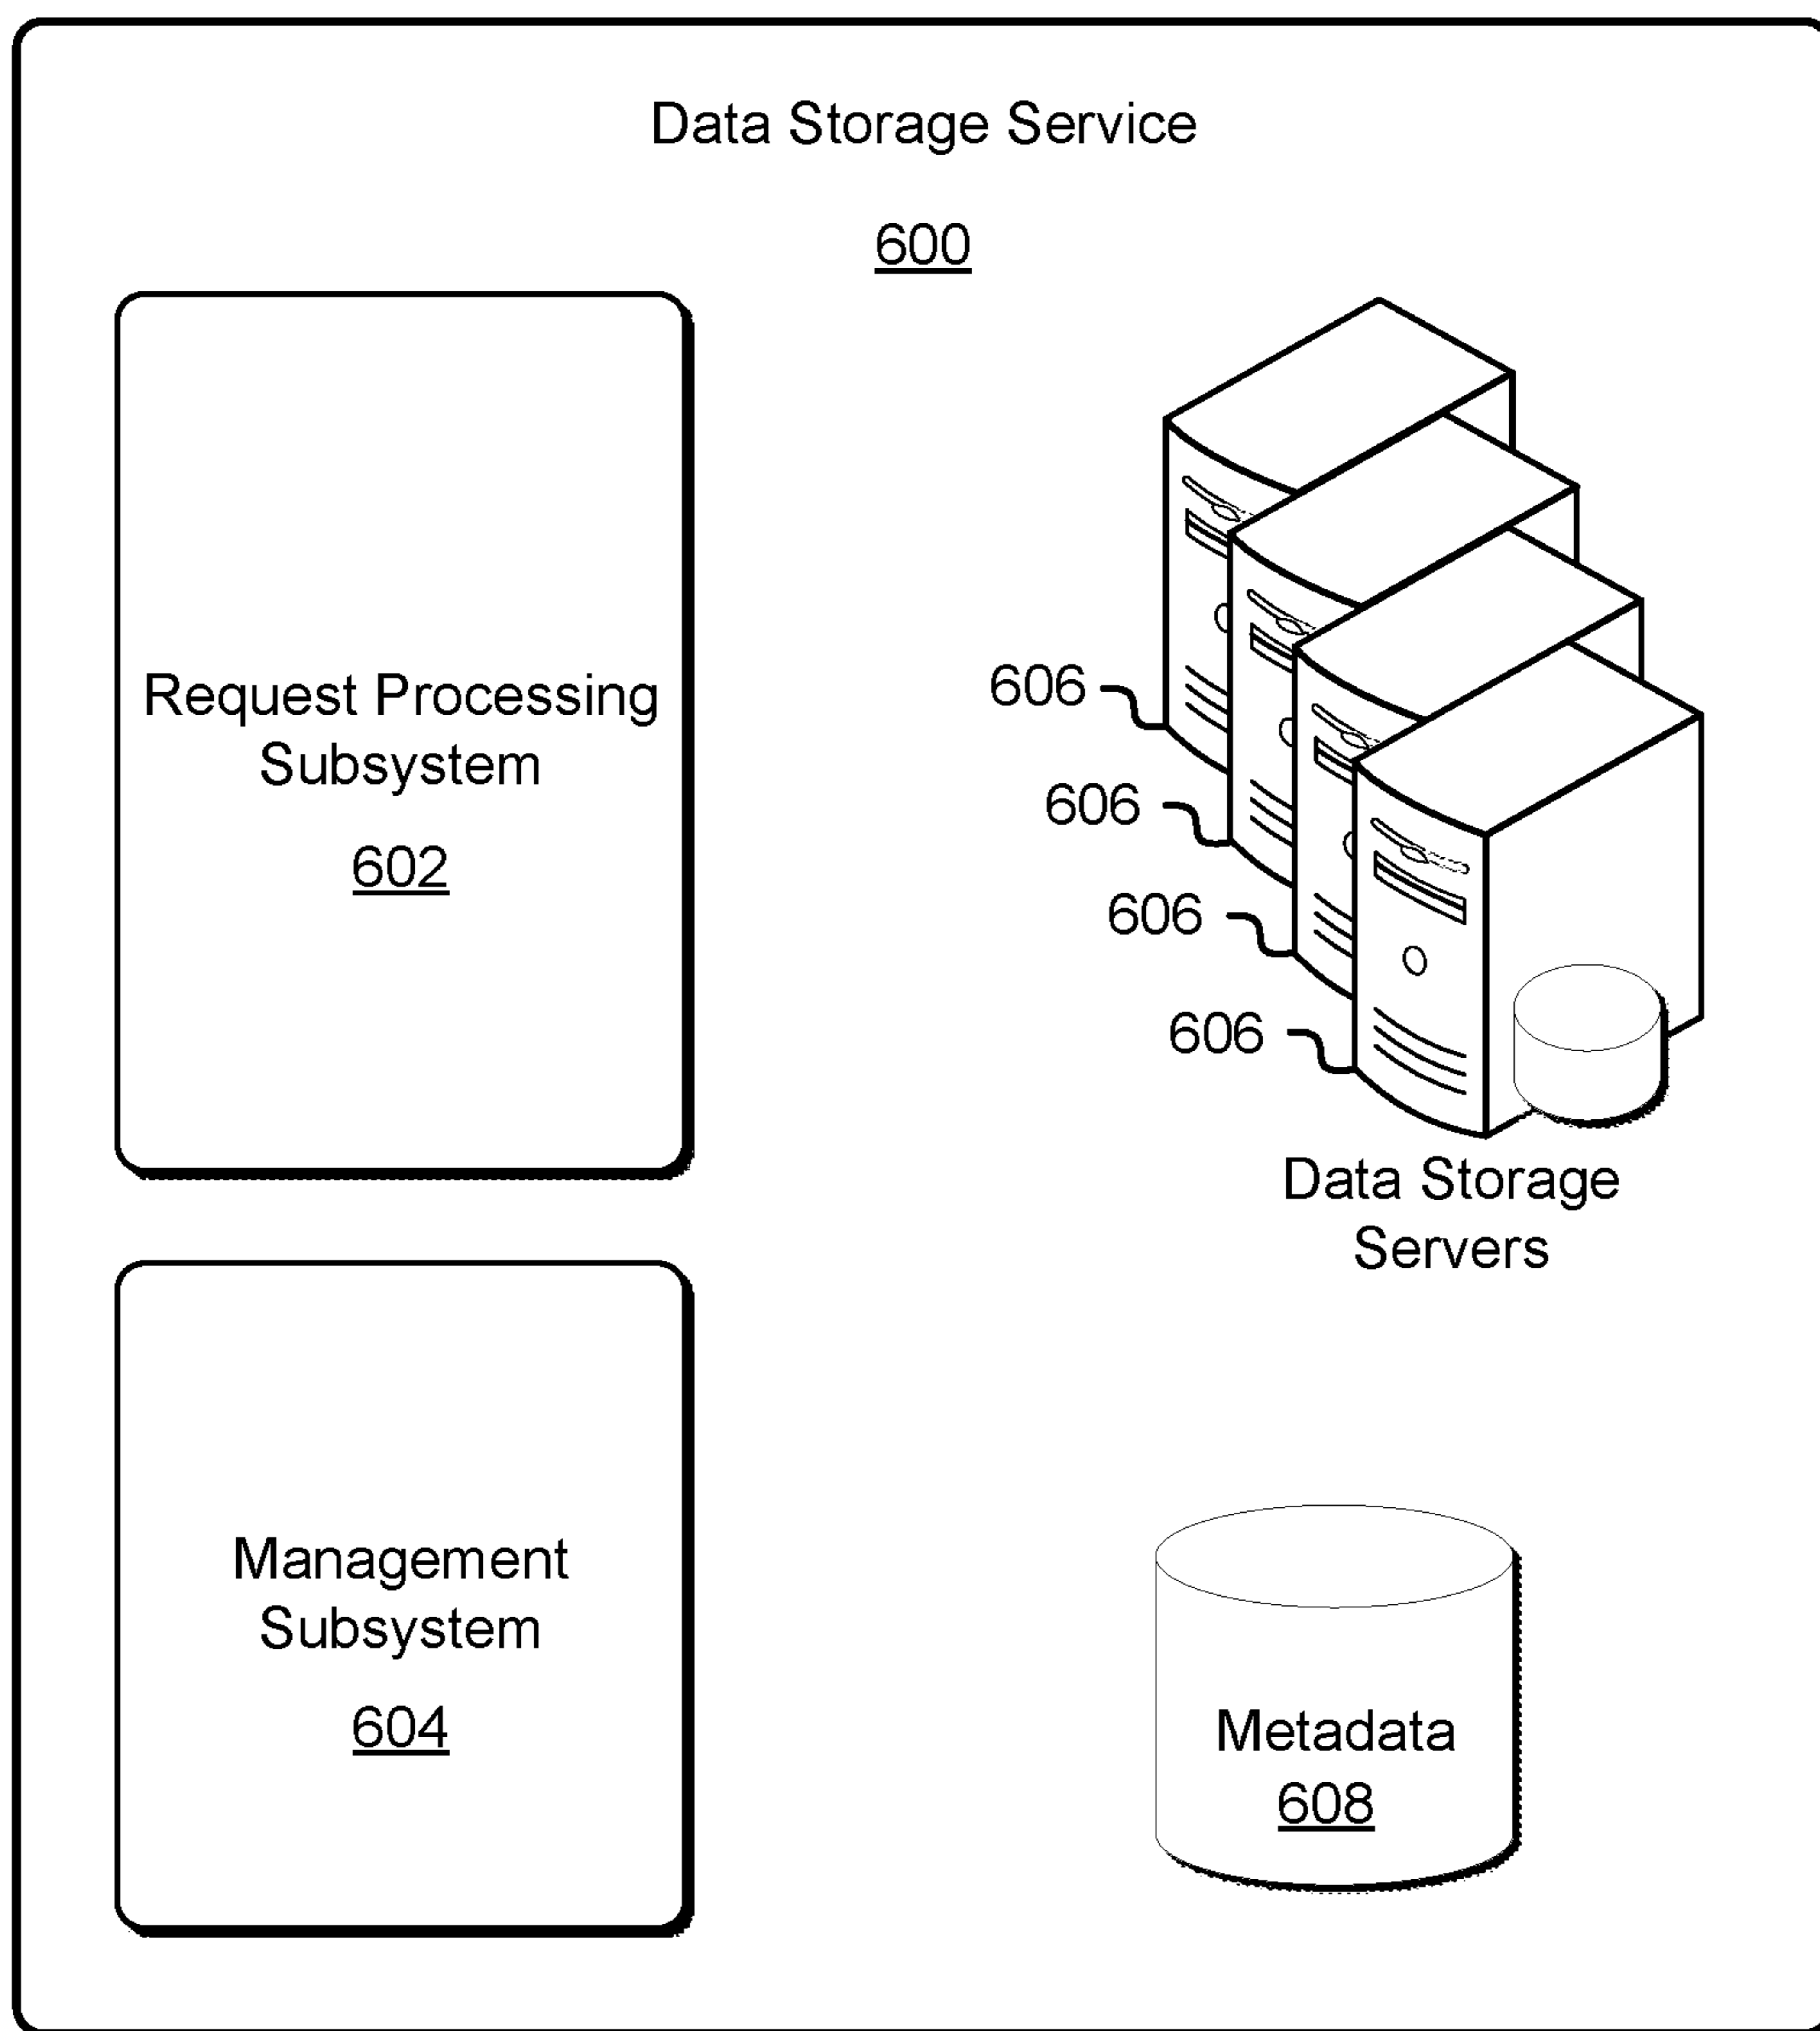 Data Storage Service
600
Request Processing
Subsystem
602
606
606
606
606
Data Storage
Servers
Management
Subsystem
604
Metadata
608